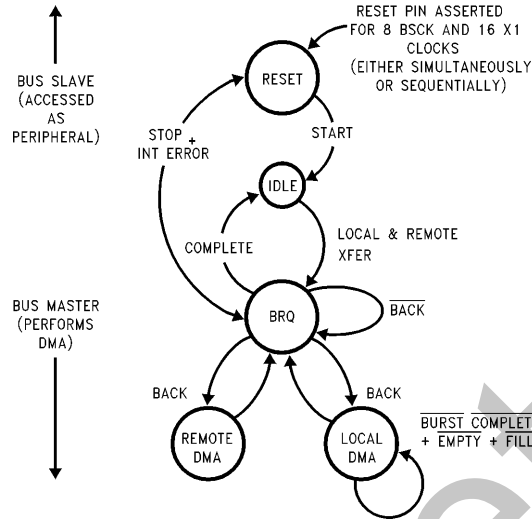 RESET PIN ASSERTED
FOR 8 BSCK AND 16 X1
CLOCKS
(EITHER SIMULTANEOUSLY
OR SEQUENTIALLY)
RESET
BUS SLAVE
(ACCESSED
AS
PERIPHERAL)
STOP +
INT ERROR
START
IDLE
COMPLETE
LOCAL & REMOTE
XFER
BUS MASTER
(PERFORMS
DMA)
BRQ
BACK
BACK
BACK
REMOTE
DMA
LOCAL
DMA
BURST COMPLET
+ EMPTY + FILL